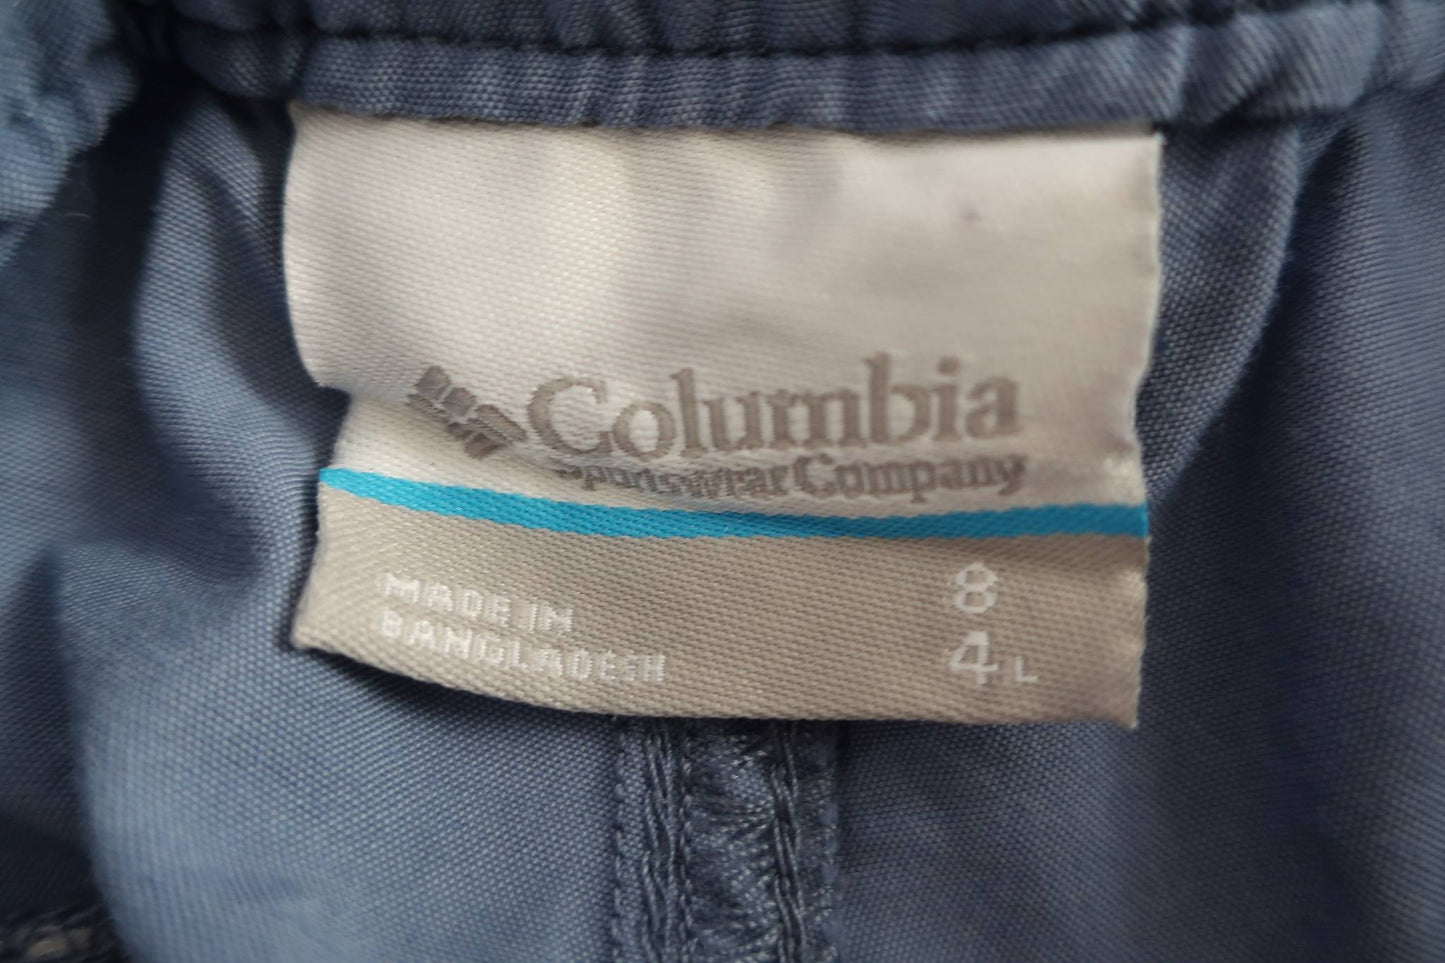 Columbia
Sportswear Company
MADE IN
BANGLADESH
8
4 L